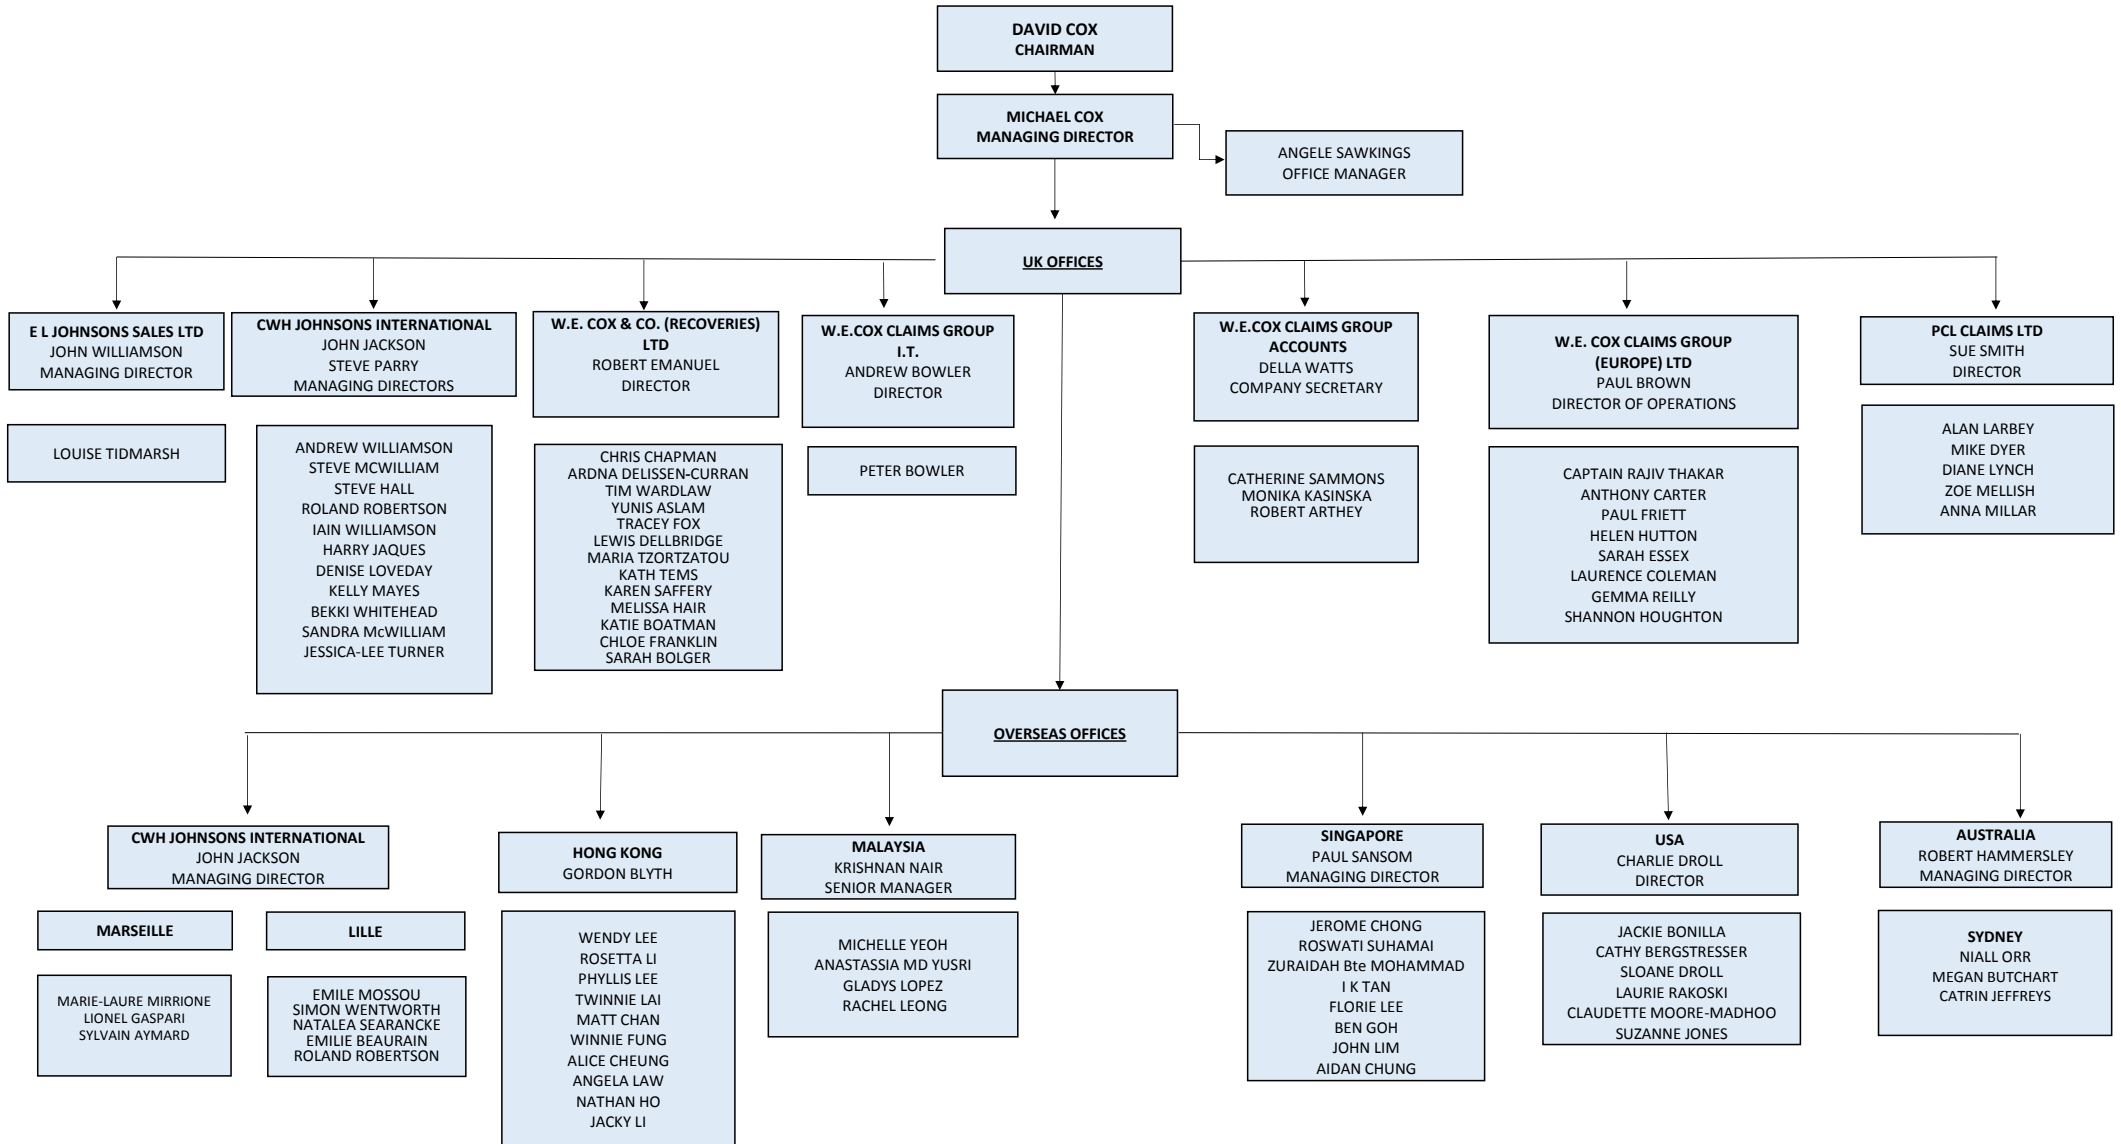 DAVID COX
CHAIRMAN
MICHAEL COX
MANAGING DIRECTOR
ANGELE SAWKINGS
OFFICE MANAGER
UK OFFICES
E L JOHNSONS SALES LTD
JOHN WILLIAMSON
MANAGING DIRECTOR
LOUISE TIDMARSH
CWH JOHNSONS INTERNATIONAL
JOHN JACKSON
STEVE PARRY
MANAGING DIRECTORS
ANDREW WILLIAMSON
STEVE MCWILLIAM
STEVE HALL
ROLAND ROBERTSON
IAIN WILLIAMSON
HARRY JAQUES
DENISE LOVEDAY
KELLY MAYES
BEKKI WHITEHEAD
SANDRA McWILLIAM
JESSICA-LEE TURNER
W.E. COX & CO. (RECOVERIES)
LTD
ROBERT EMANUEL
DIRECTOR
CHRIS CHAPMAN
ARDNA DELISSEN-CURRAN
TIM WARDLAW
YUNIS ASLAM
TRACEY FOX
LEWIS DELLBRIDGE
MARIA TZORTZATOU
KATH TEMS
KAREN SAFFERY
MELISSA HAIR
KATIE BOATMAN
CHLOE FRANKLIN
SARAH BOLGER
W.E.COX CLAIMS GROUP
I.T.
ANDREW BOWLER
DIRECTOR
PETER BOWLER
W.E.COX CLAIMS GROUP
ACCOUNTS
DELLA WATTS
COMPANY SECRETARY
CATHERINE SAMMONS
MONIKA KASINSKA
ROBERT ARTHEY
W.E. COX CLAIMS GROUP
(EUROPE) LTD
PAUL BROWN
DIRECTOR OF OPERATIONS
CAPTAIN RAJIV THAKAR
ANTHONY CARTER
PAUL FRIETT
HELEN HUTTON
SARAH ESSEX
LAURENCE COLEMAN
GEMMA REILLY
SHANNON HOUGHTON
PCL CLAIMS LTD
SUE SMITH
DIRECTOR
ALAN LARBEY
MIKE DYER
DIANE LYNCH
ZOE MELLISH
ANNA MILLAR
OVERSEAS OFFICES
CWH JOHNSONS INTERNATIONAL
JOHN JACKSON
MANAGING DIRECTOR
MARSEILLE
MARIE-LAURE MIRRIONE
LIONEL GASPARI
SYLVAIN AYMARD
LILLE
EMILE MOSSOU
SIMON WENTWORTH
NATALEA SEARANCKE
EMILIE BEAURAIN
ROLAND ROBERTSON
HONG KONG
GORDON BLYTH
WENDY LEE
ROSETTA LI
PHYLLIS LEE
TWINNIE LAI
MATT CHAN
WINNIE FUNG
ALICE CHEUNG
ANGELA LAW
NATHAN HO
JACKY LI
MALAYSIA
KRISHNAN NAIR
SENIOR MANAGER
MICHELLE YEOH
ANASTASSIA MD YUSRI
GLADYS LOPEZ
RACHEL LEONG
SINGAPORE
PAUL SANSOM
MANAGING DIRECTOR
JEROME CHONG
ROSWATI SUHAMAI
ZURAIDAH Bte MOHAMMAD
I K TAN
FLORIE LEE
BEN GOH
JOHN LIM
AIDAN CHUNG
USA
CHARLIE DROLL
DIRECTOR
JACKIE BONILLA
CATHY BERGSTRESSER
SLOANE DROLL
LAURIE RAKOSKI
CLAUDETTE MOORE-MADHOO
SUZANNE JONES
AUSTRALIA
ROBERT HAMMERSLEY
MANAGING DIRECTOR
SYDNEY
NIALL ORR
MEGAN BUTCHART
CATRIN JEFFREYS